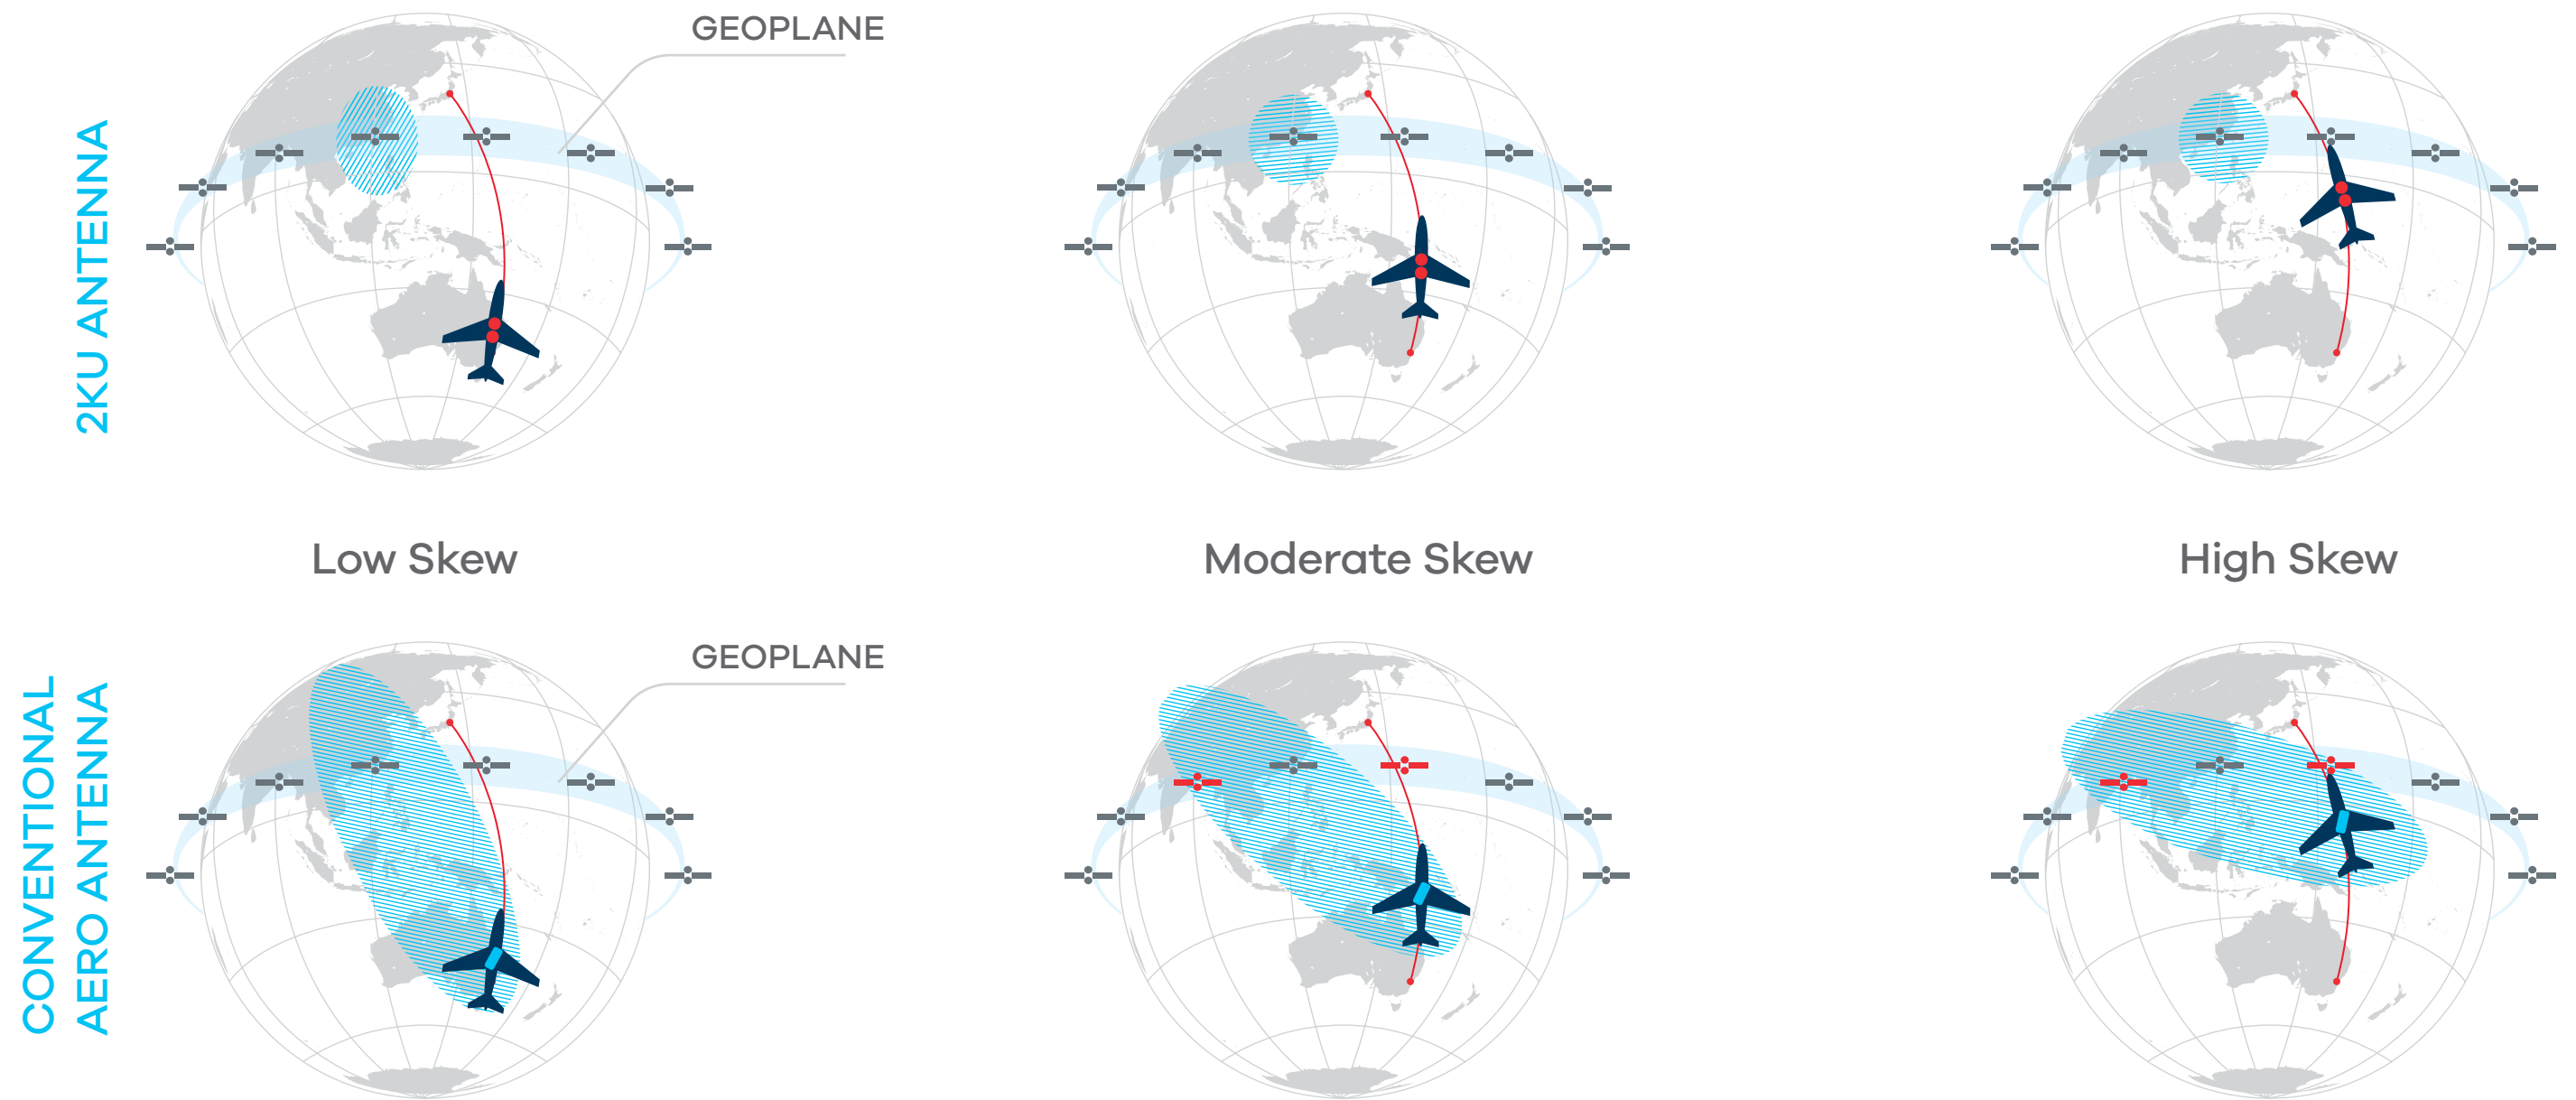 GEOPLANE
2KU ANTENNA
Low Skew
Moderate Skew
High Skew
GEOPLANE
CONVENTIONAL
AERO ANTENNA